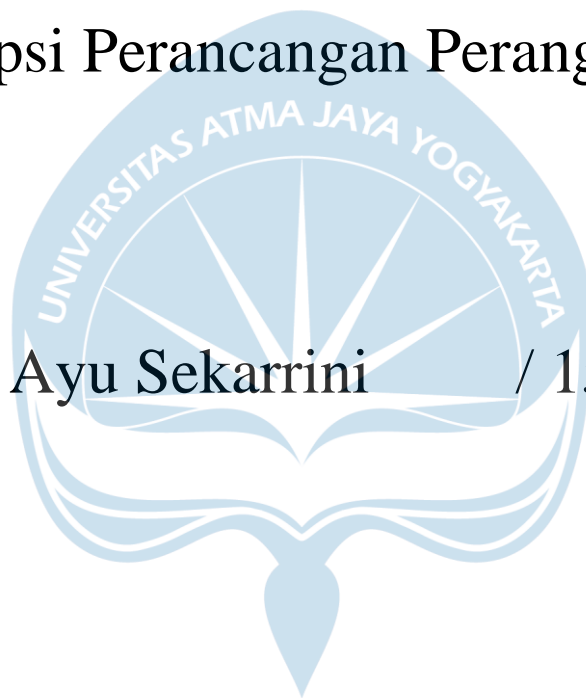 psi Perancangan Perang
UNIVERSITAS ATMA JAYA YOGYAKARTA
Ayu Sekarrini / 1.